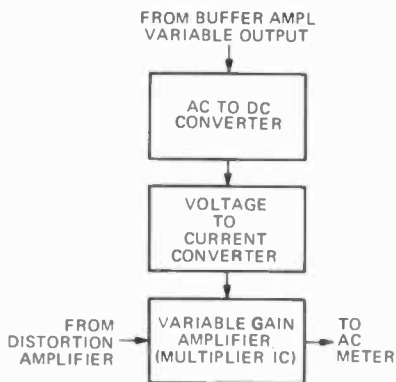 FROM BUFFER AMPL
VARIABLE OUTPUT
AC TO DC
CONVERTER
VOLTAGE
TO
CURRENT
CONVERTER
FROM
DISTORTION
AMPLIFIER
VARIABLE GAIN
AMPLIFIER
(MULTIPLIER IC)
TO
AC
METER